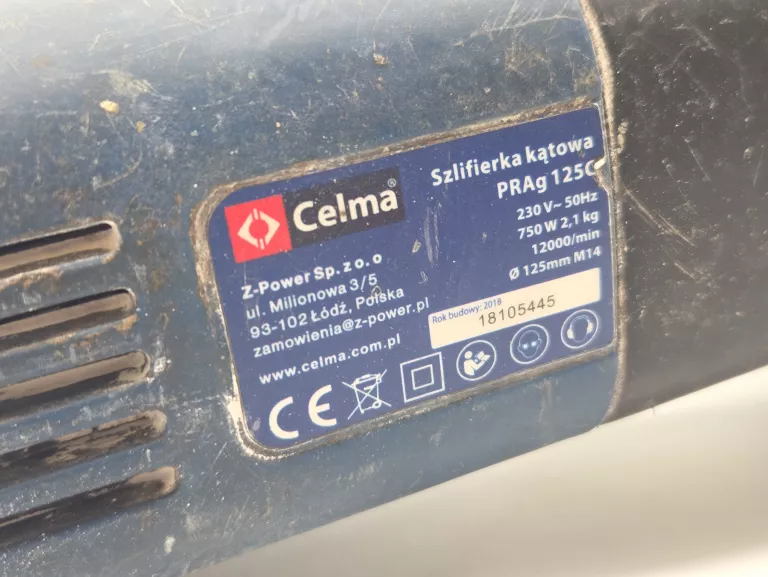 Celma®
Z-Power Sp. z o. o
ul. Milionowa 3/5
93-102 Łódź, Polska
zamowienia@z-power.pl
www.celma.com.pl
CE
Szlifierka kątowa
PRAg 125C
230 V~ 50Hz
750 W 2,1 kg
12000/min
Ø 125mm M14
Rok budowy: 2018
18105445